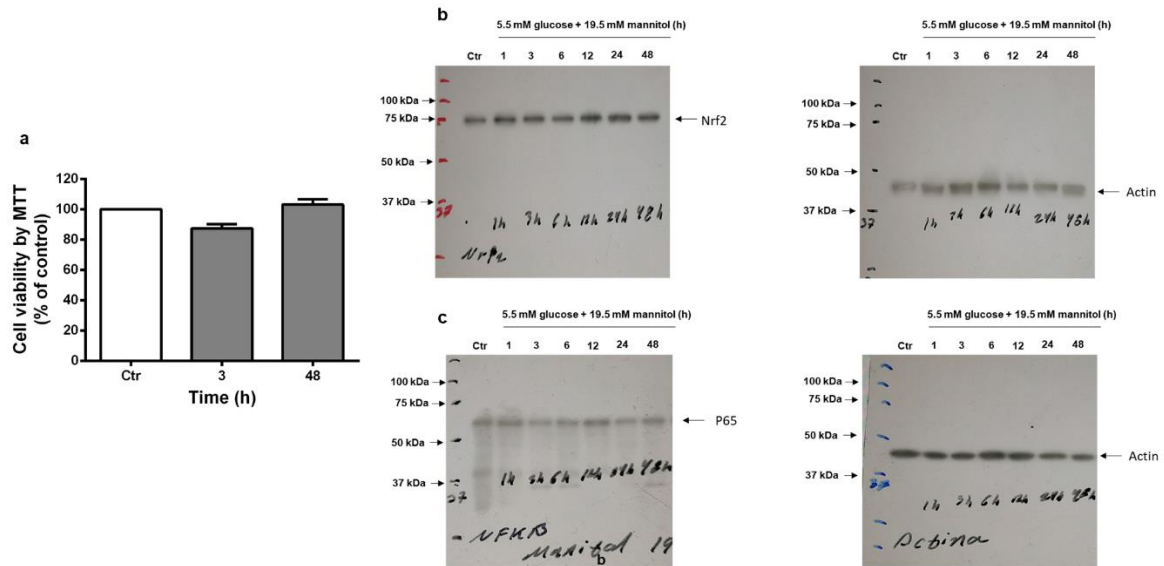 a
Cell viability by MTT
(% of control)
120
100
80
60
40
20
0
Ctr
3
48
Time (h)
b
5.5 mM glucose + 19.5 mM mannitol (h)
Ctr 1 3 6 12 24 48
100 kDa
75 kDa
50 kDa
37 kDa
Nrf2
37
1h 3h 6h 12h 24h 48h
Nrf2
5.5 mM glucose + 19.5 mM mannitol (h)
Ctr 1 3 6 12 24 48
100 kDa
75 kDa
50 kDa
37 kDa
Actin
37
1h 3h 6h 12h 24h 48h
c
5.5 mM glucose + 19.5 mM mannitol (h)
Ctr 1 3 6 12 24 48
100 kDa
75 kDa
50 kDa
37 kDa
P65
37
1h 3h 6h 12h 24h 48h
NFKB
Manitol 19
b
5.5 mM glucose + 19.5 mM mannitol (h)
Ctr 1 3 6 12 24 48
100 kDa
75 kDa
50 kDa
37 kDa
Actin
37
1h 3h 6h 12h 24h 48h
Actina